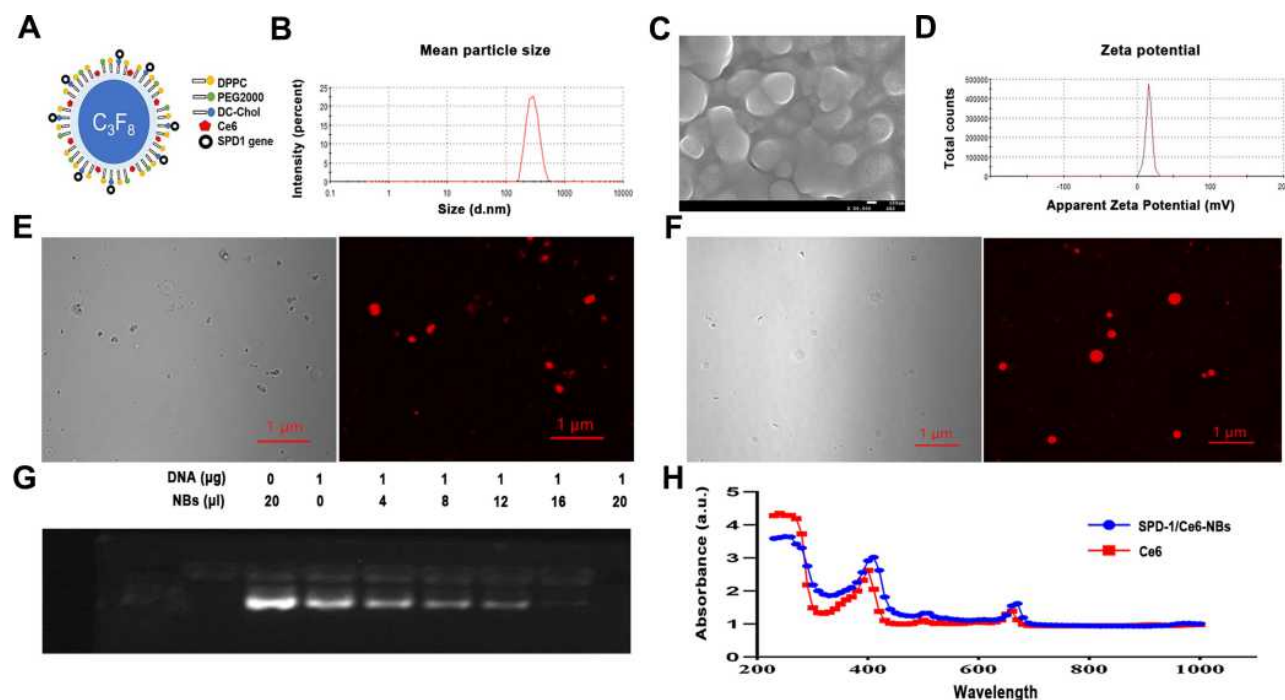 A
C₃F₈
DPPC
PEG2000
DC-Chol
Ce6
SPD1 gene
B
Mean particle size
Intensity (percent)
25
20
15
10
5
0
0.1 1 10 100 1000 10000
Size (d.nm)
C
D
Zeta potential
Total counts
500000
400000
300000
200000
100000
0
-100 0 100 200
Apparent Zeta Potential (mV)
E
1 μm
1 μm
F
1 μm
1 μm
G
DNA (μg) 0 1 1 1 1 1 1
NBs (μl) 20 0 4 8 12 16 20
H
Absorbance (a.u.)
5
4
3
2
1
0
200 400 600 800 1000
Wavelength
SPD-1/Ce6-NBs
Ce6